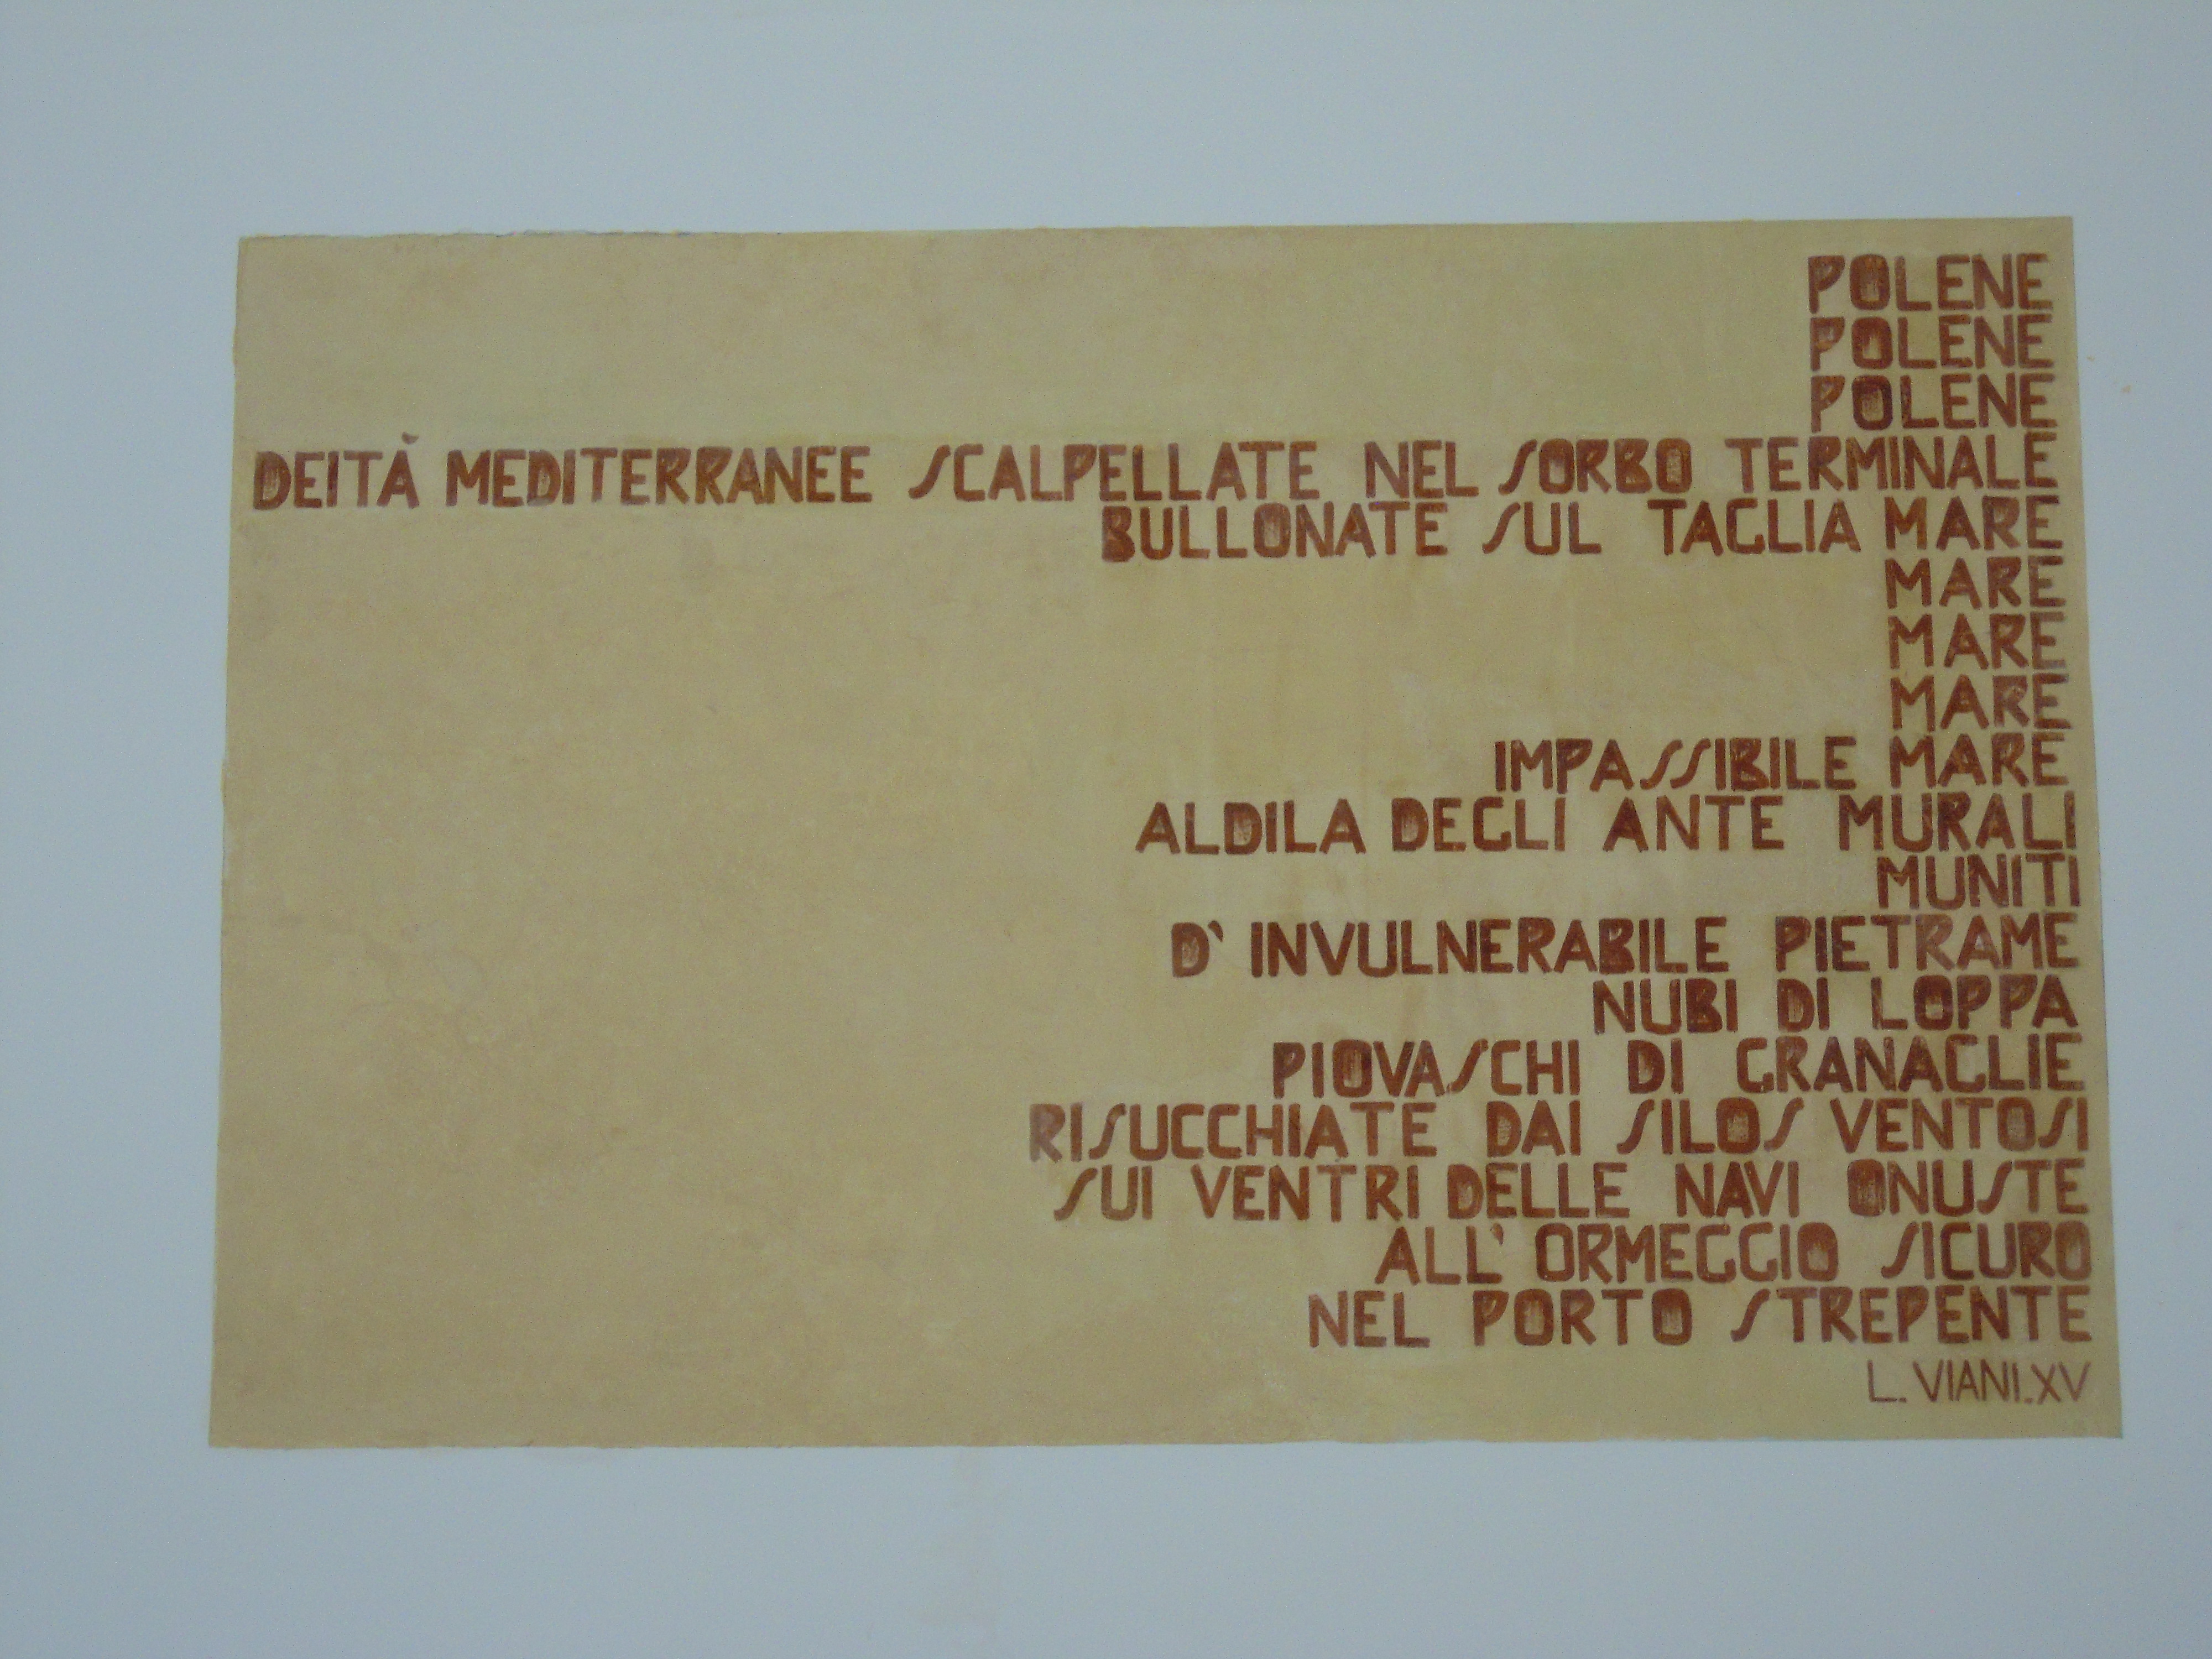 POLENE
POLENE
POLENE
DEITÀ MEDITERRANEE SCALPELLATE NEL SORBO TERMINALE
BULLONATE SUL TAGLIA MARE
MARE
MARE
MARE
IMPASSIBILE MARE
ALDILA DEGLI ANTE MURALI
MUNITI
D' INVULNERABILE PIETRAME
NUBI DI LOPPA
PIOVASCHI DI GRANAGLIE
RISUCCHIATE DAI SILOS VENTOSI
SUI VENTRI DELLE NAVI ONUSTE
ALL' ORMEGGIO SICURO
NEL PORTO STREPENTE
L. VIANI.XV